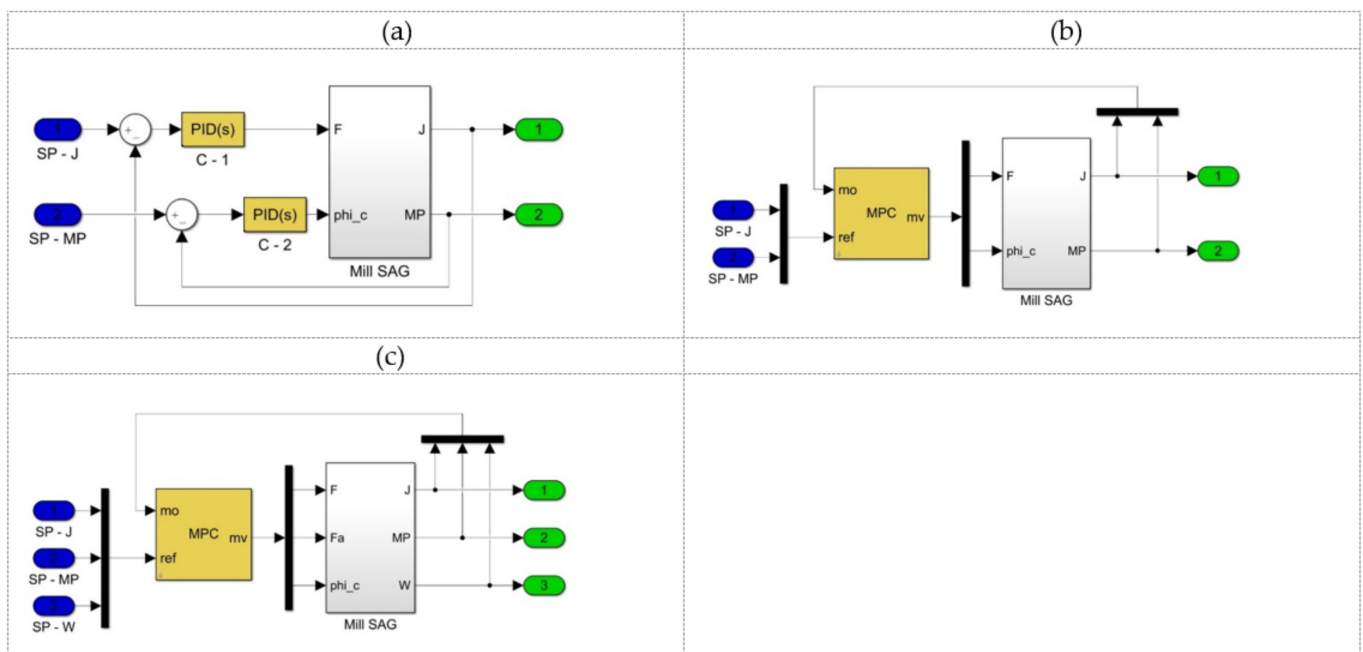 (a)
1
SP - J
2
SP - MP
+
-
PID(s)
C - 1
+
-
PID(s)
C - 2
F
J
phi_c
MP
Mill SAG
1
2
(b)
1
SP - J
2
SP - MP
mo
MPC
mv
ref
F
J
phi_c
MP
Mill SAG
1
2
(c)
1
SP - J
2
SP - MP
3
SP - W
mo
MPC
mv
ref
F
J
Fa
MP
phi_c
W
Mill SAG
1
2
3